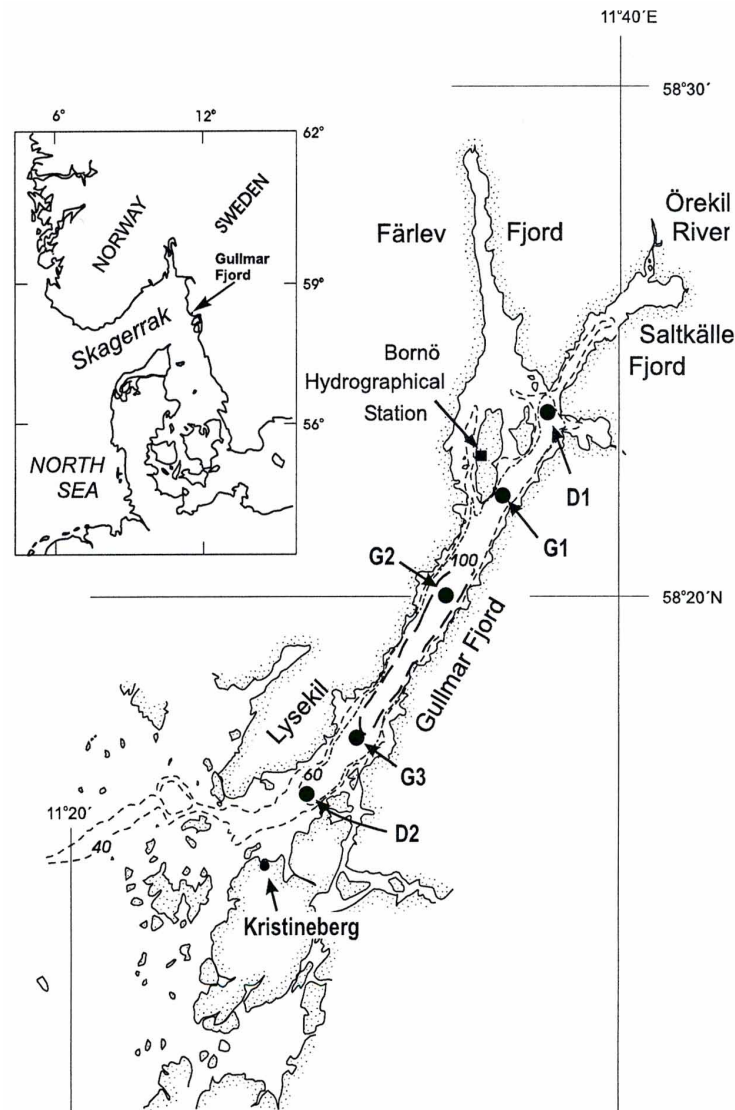 11°40´E
58°30´
6°
12°
62°
NORWAY
SWEDEN
Gullmar
Fjord
59°
Skagerrak
56°
NORTH
SEA
Färlev
Fjord
Örekil
River
Saltkälle
Fjord
Bornö
Hydrographical
Station
D1
G1
G2
100
58°20´N
Gullmar Fjord
Lysekil
G3
60
11°20´
D2
40
Kristineberg